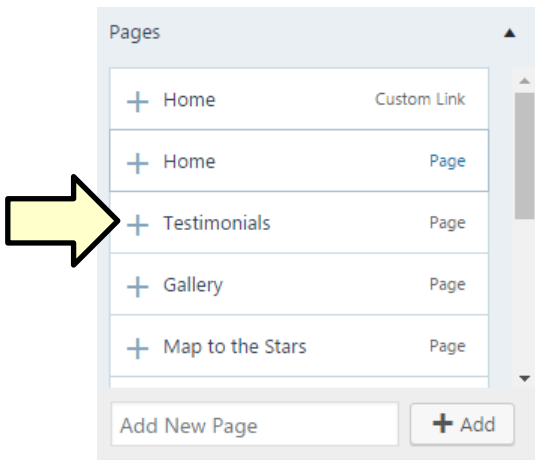 Pages
Home Custom Link
Home Page
Testimonials Page
Gallery Page
Map to the Stars Page
Add New Page Add